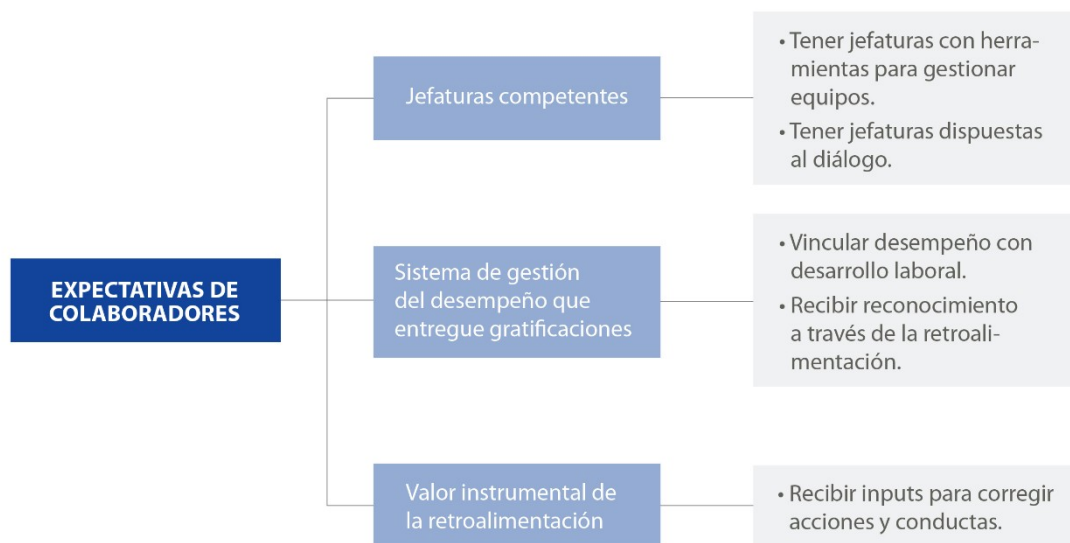 EXPECTATIVAS DE
COLABORADORES
Jefaturas competentes
• Tener jefaturas con herra-
mientas para gestionar
equipos.
• Tener jefaturas dispuestas
al diálogo.
Sistema de gestión
del desempeño que
entregue gratificaciones
• Vincular desempeño con
desarrollo laboral.
• Recibir reconocimiento
a través de la retroali-
mentación.
Valor instrumental de
la retroalimentación
• Recibir inputs para corregir
acciones y conductas.